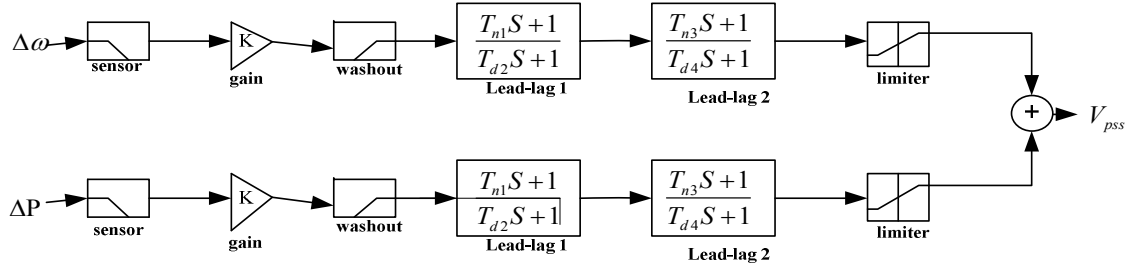 Δω
sensor
K
gain
washout
T_{n1}S + 1
T_{d2}S + 1
Lead-lag 1
T_{n3}S + 1
T_{d4}S + 1
Lead-lag 2
limiter
+
V_{pss}
ΔP
sensor
K
gain
washout
T_{n1}S + 1
T_{d2}S + 1
Lead-lag 1
T_{n3}S + 1
T_{d4}S + 1
Lead-lag 2
limiter